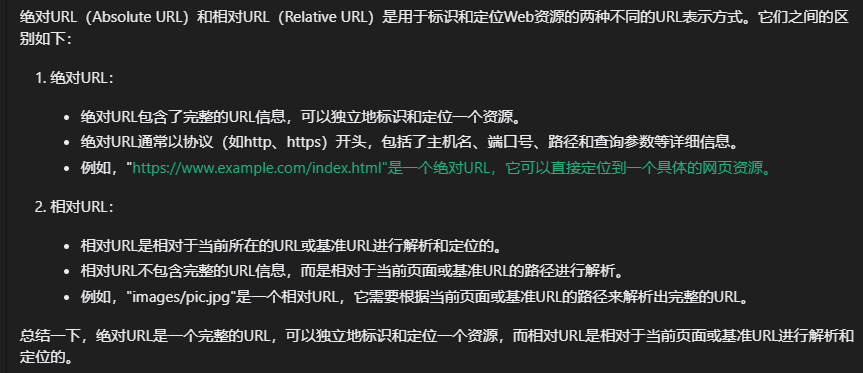 绝对URL（Absolute URL）和相对URL（Relative URL）是用于标识和定位Web资源的两种不同的URL表示方式。它们之间的区
别如下：
1. 绝对URL：
• 绝对URL包含了完整的URL信息，可以独立地标识和定位一个资源。
• 绝对URL通常以协议（如http、https）开头，包括了主机名、端口号、路径和查询参数等详细信息。
• 例如，"https://www.example.com/index.html"是一个绝对URL，它可以直接定位到一个具体的网页资源。
2. 相对URL：
• 相对URL是相对于当前所在的URL或基准URL进行解析和定位的。
• 相对URL不包含完整的URL信息，而是相对于当前页面或基准URL的路径进行解析。
• 例如，"images/pic.jpg"是一个相对URL，它需要根据当前页面或基准URL的路径来解析出完整的URL。
总结一下，绝对URL是一个完整的URL，可以独立地标识和定位一个资源，而相对URL是相对于当前页面或基准URL进行解析和
定位的。